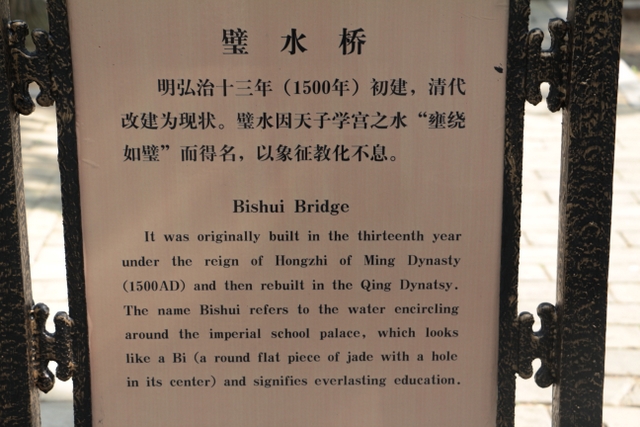 璧水桥
明弘治十三年（1500年）初建，清代
改建为现状。璧水因天子学宫之水“壅绕
如璧”而得名，以象征教化不息。
Bishui Bridge
It was originally built in the thirteenth year
under the reign of Hongzhi of Ming Dynasty
(1500AD) and then rebuilt in the Qing Dynatsy.
The name Bishui refers to the water encircling
around the imperial school palace, which looks
like a Bi (a round flat piece of jade with a hole
in its center) and signifies everlasting education.